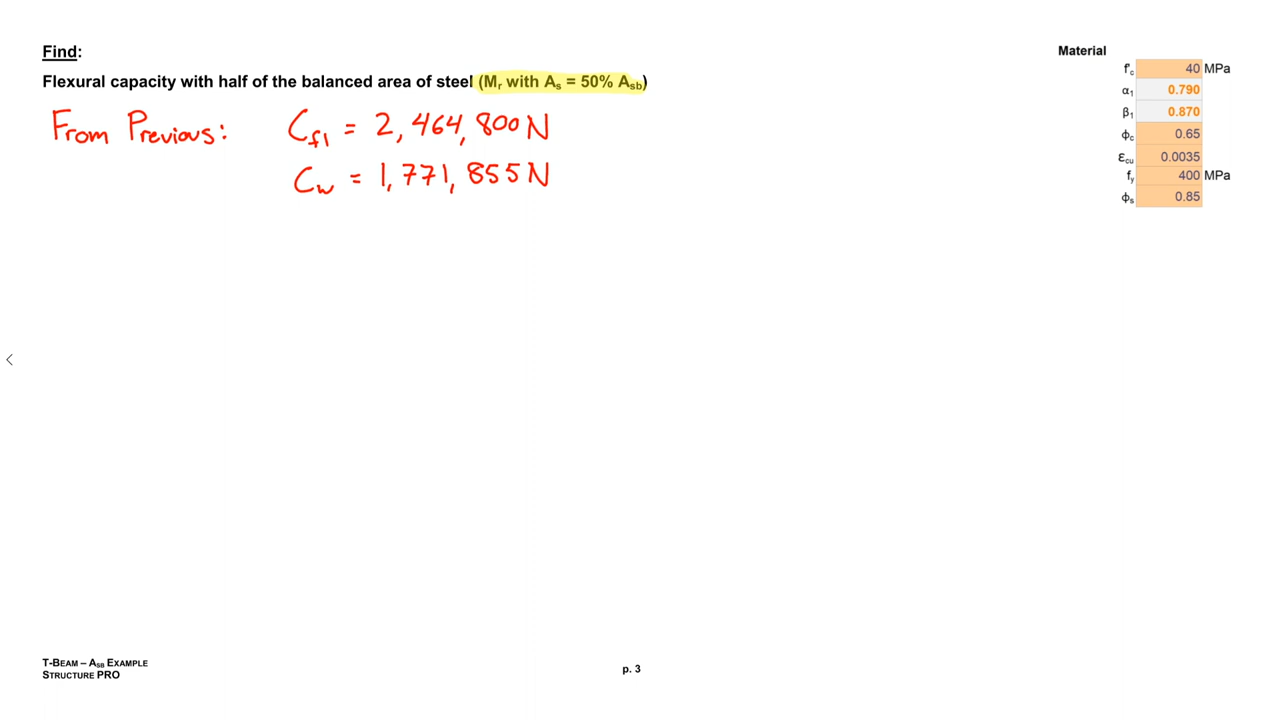 Find:
Flexural capacity with half of the balanced area of steel (Mr with As = 50% Asb)
From Previous: Cf1 = 2,464,800N
Cw = 1,771,855N
Material
f'c 40 MPa
α1 0.790
β1 0.870
ϕc 0.65
εcu 0.0035
fy 400 MPa
ϕs 0.85
T-BEAM – ASB EXAMPLE
STRUCTURE PRO
p. 3